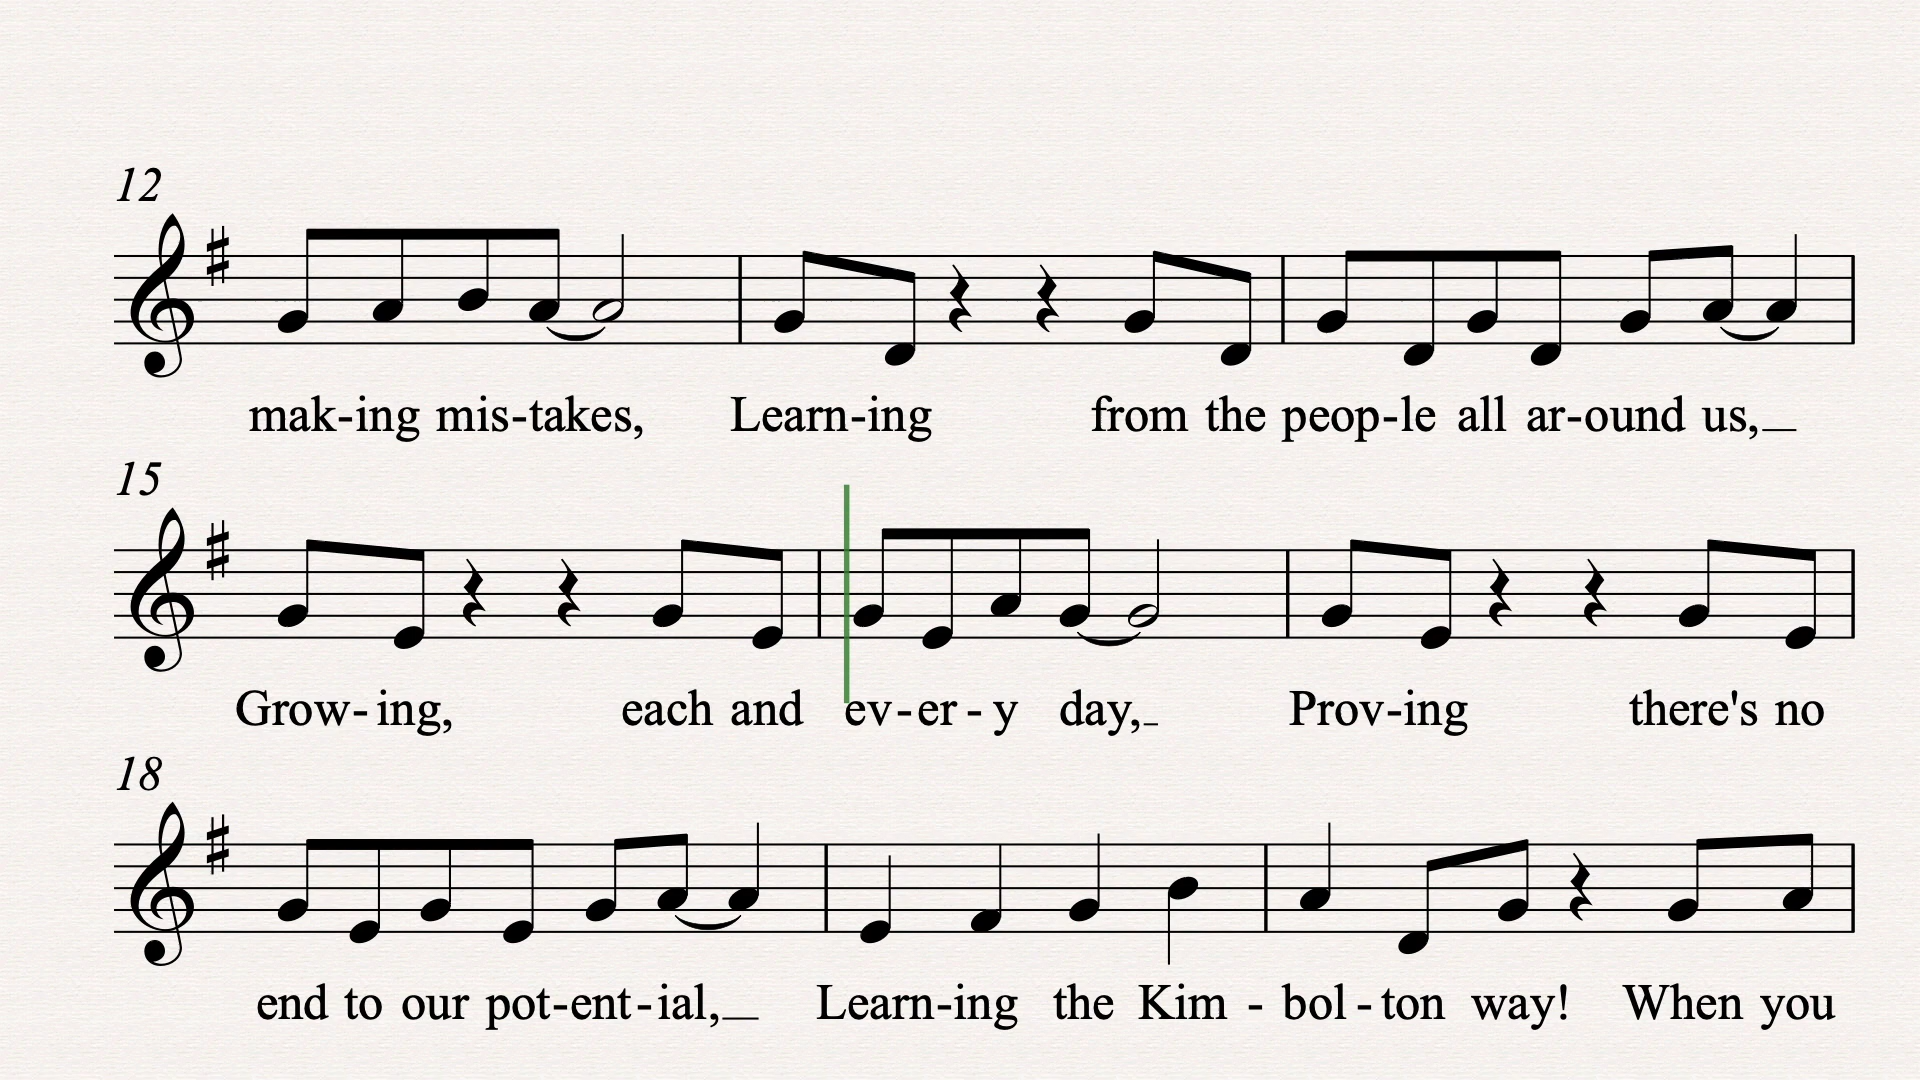 12
mak-ing mis-takes, Learn-ing from the peop-le all ar-ound us,_
15
Grow-ing, each and ev-er-y day,_ Prov-ing there's no
18
end to our pot-ent-ial,_ Learn-ing the Kim-bol-ton way! When you